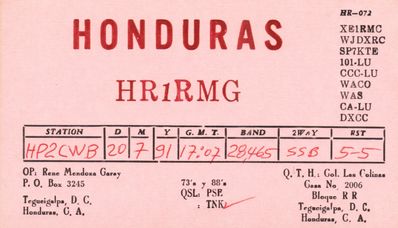 HR-072
HONDURAS
HR1RMG
XE1RMC
WJDXRC
SP7KTE
101-LU
CCC-LU
WACO
WAS
CA-LU
DXCC
STATION D M Y G. M. T. BAND 2WAY RST
HP2CWB 20 7 91 17:07 28,465 SSB 5-5
OP: Rene Mendoza Garay
P. O. Box 3245
Tegucigalpa, D. C.
Honduras, C. A.
73's y 88's
QSL: PSE
: TNK
Q. T. H.: Col. Las Colinas
Casa No. 2006
Bloque R R
Tegucigalpa, D. C.
Honduras, C. A.